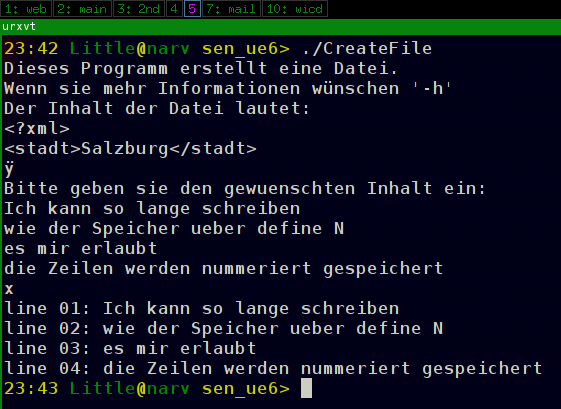 1: web 2: main 3: 2nd 4 5 7: mail 10: wicd
urxvt
23:42 Little@narv sen_ue6> ./CreateFile
Dieses Programm erstellt eine Datei.
Wenn sie mehr Informationen wünschen '-h'
Der Inhalt der Datei lautet:
<?xml>
<stadt>Salzburg</stadt>
ÿ
Bitte geben sie den gewuenschten Inhalt ein:
Ich kann so lange schreiben
wie der Speicher ueber define N
es mir erlaubt
die Zeilen werden nummeriert gespeichert
x
line 01: Ich kann so lange schreiben
line 02: wie der Speicher ueber define N
line 03: es mir erlaubt
line 04: die Zeilen werden nummeriert gespeichert
23:43 Little@narv sen_ue6>